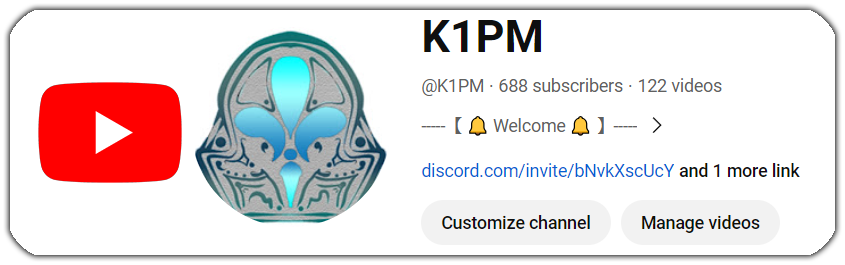 K1PM
@K1PM · 688 subscribers · 122 videos
-----【 🔔 Welcome 🔔 】-----
discord.com/invite/bNvkXscUcY and 1 more link
Customize channel Manage videos